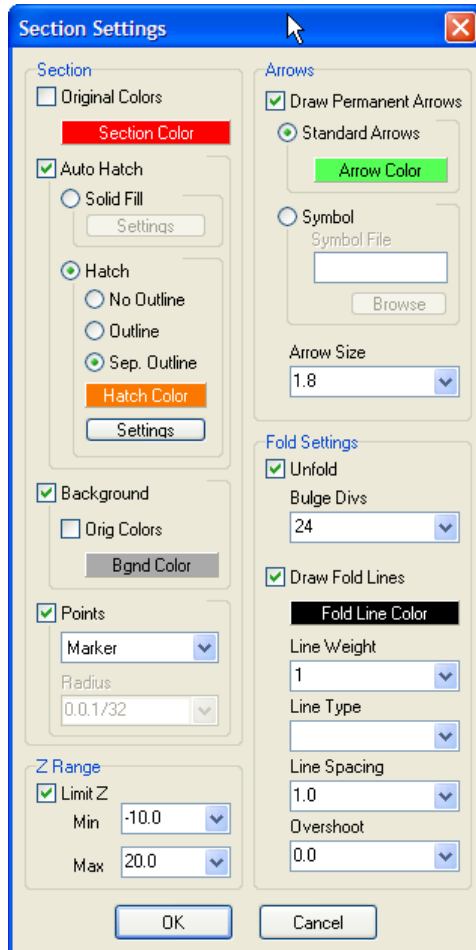 Section Settings
Section
Original Colors
Section Color
Auto Hatch
Solid Fill
Settings
Hatch
No Outline
Outline
Sep. Outline
Hatch Color
Settings
Background
Orig Colors
Bgnd Color
Points
Marker
Radius
0.0.1/32
Z Range
Limit Z
Min -10.0
Max 20.0
Arrows
Draw Permanent Arrows
Standard Arrows
Arrow Color
Symbol
Symbol File
Browse
Arrow Size
1.8
Fold Settings
Unfold
Bulge Divs
24
Draw Fold Lines
Fold Line Color
Line Weight
1
Line Type
Line Spacing
1.0
Overshoot
0.0
OK
Cancel